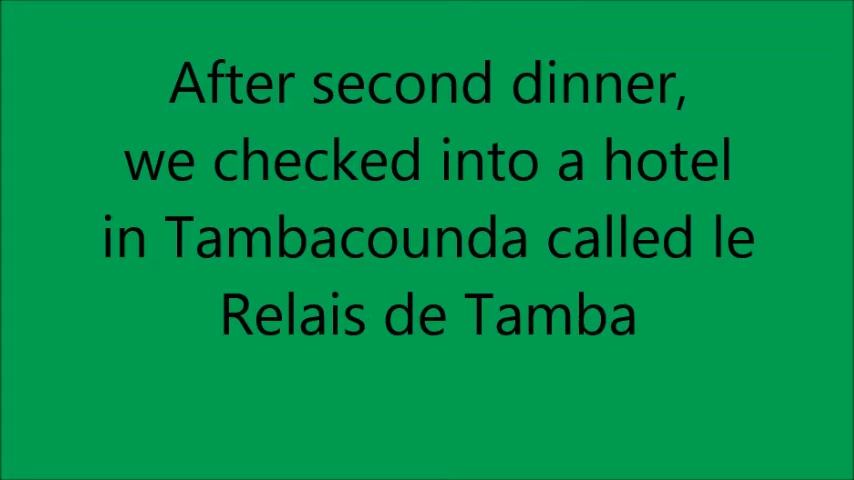 After second dinner,
we checked into a hotel
in Tambacounda called le
Relais de Tamba